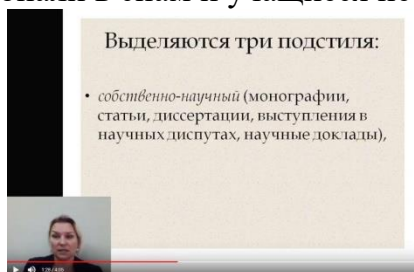 Выделяются три подстиля:
• собственно-научный (монографии,
статьи, диссертации, выступления в
научных диспутах, научные доклады),